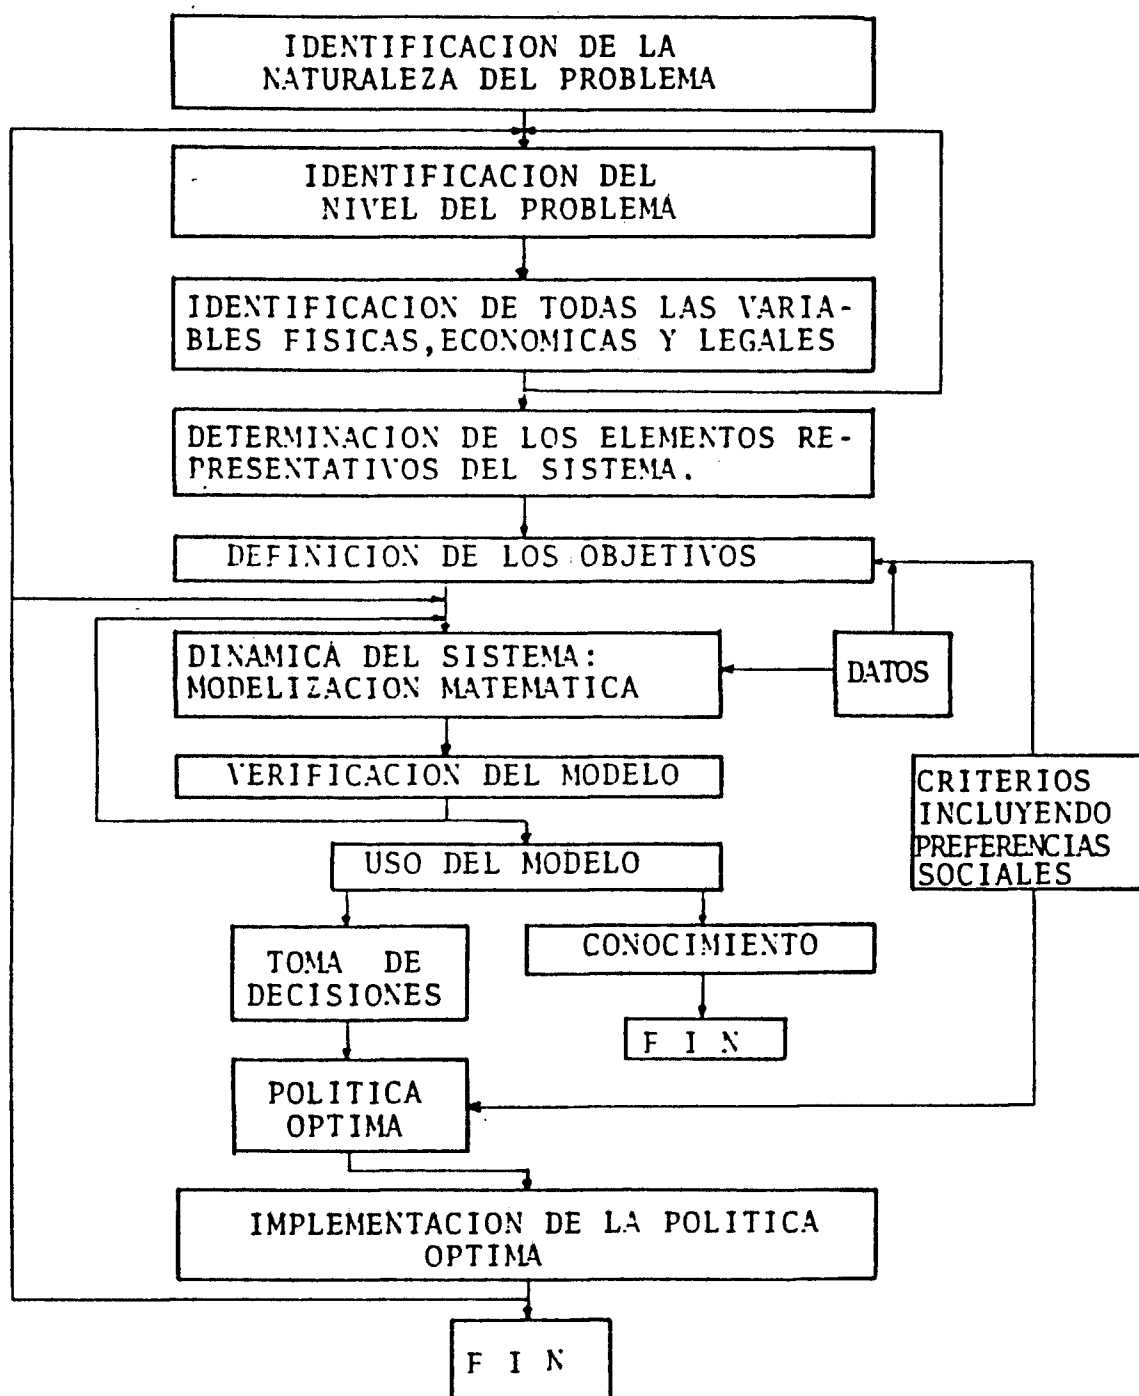 IDENTIFICACION DE LA
NATURALEZA DEL PROBLEMA
IDENTIFICACION DEL
NIVEL DEL PROBLEMA
IDENTIFICACION DE TODAS LAS VARIA-
BLES FISICAS, ECONOMICAS Y LEGALES
DETERMINACION DE LOS ELEMENTOS RE-
PRESENTATIVOS DEL SISTEMA.
DEFINICION DE LOS OBJETIVOS
DINAMICA DEL SISTEMA:
MODELIZACION MATEMATICA
DATOS
VERIFICACION DEL MODELO
CRITERIOS
INCLUYENDO
PREFERENCIAS
SOCIALES
USO DEL MODELO
TOMA DE
DECISIONES
CONOCIMIENTO
F I N
POLITICA
OPTIMA
IMPLEMENTACION DE LA POLITICA
OPTIMA
F I N